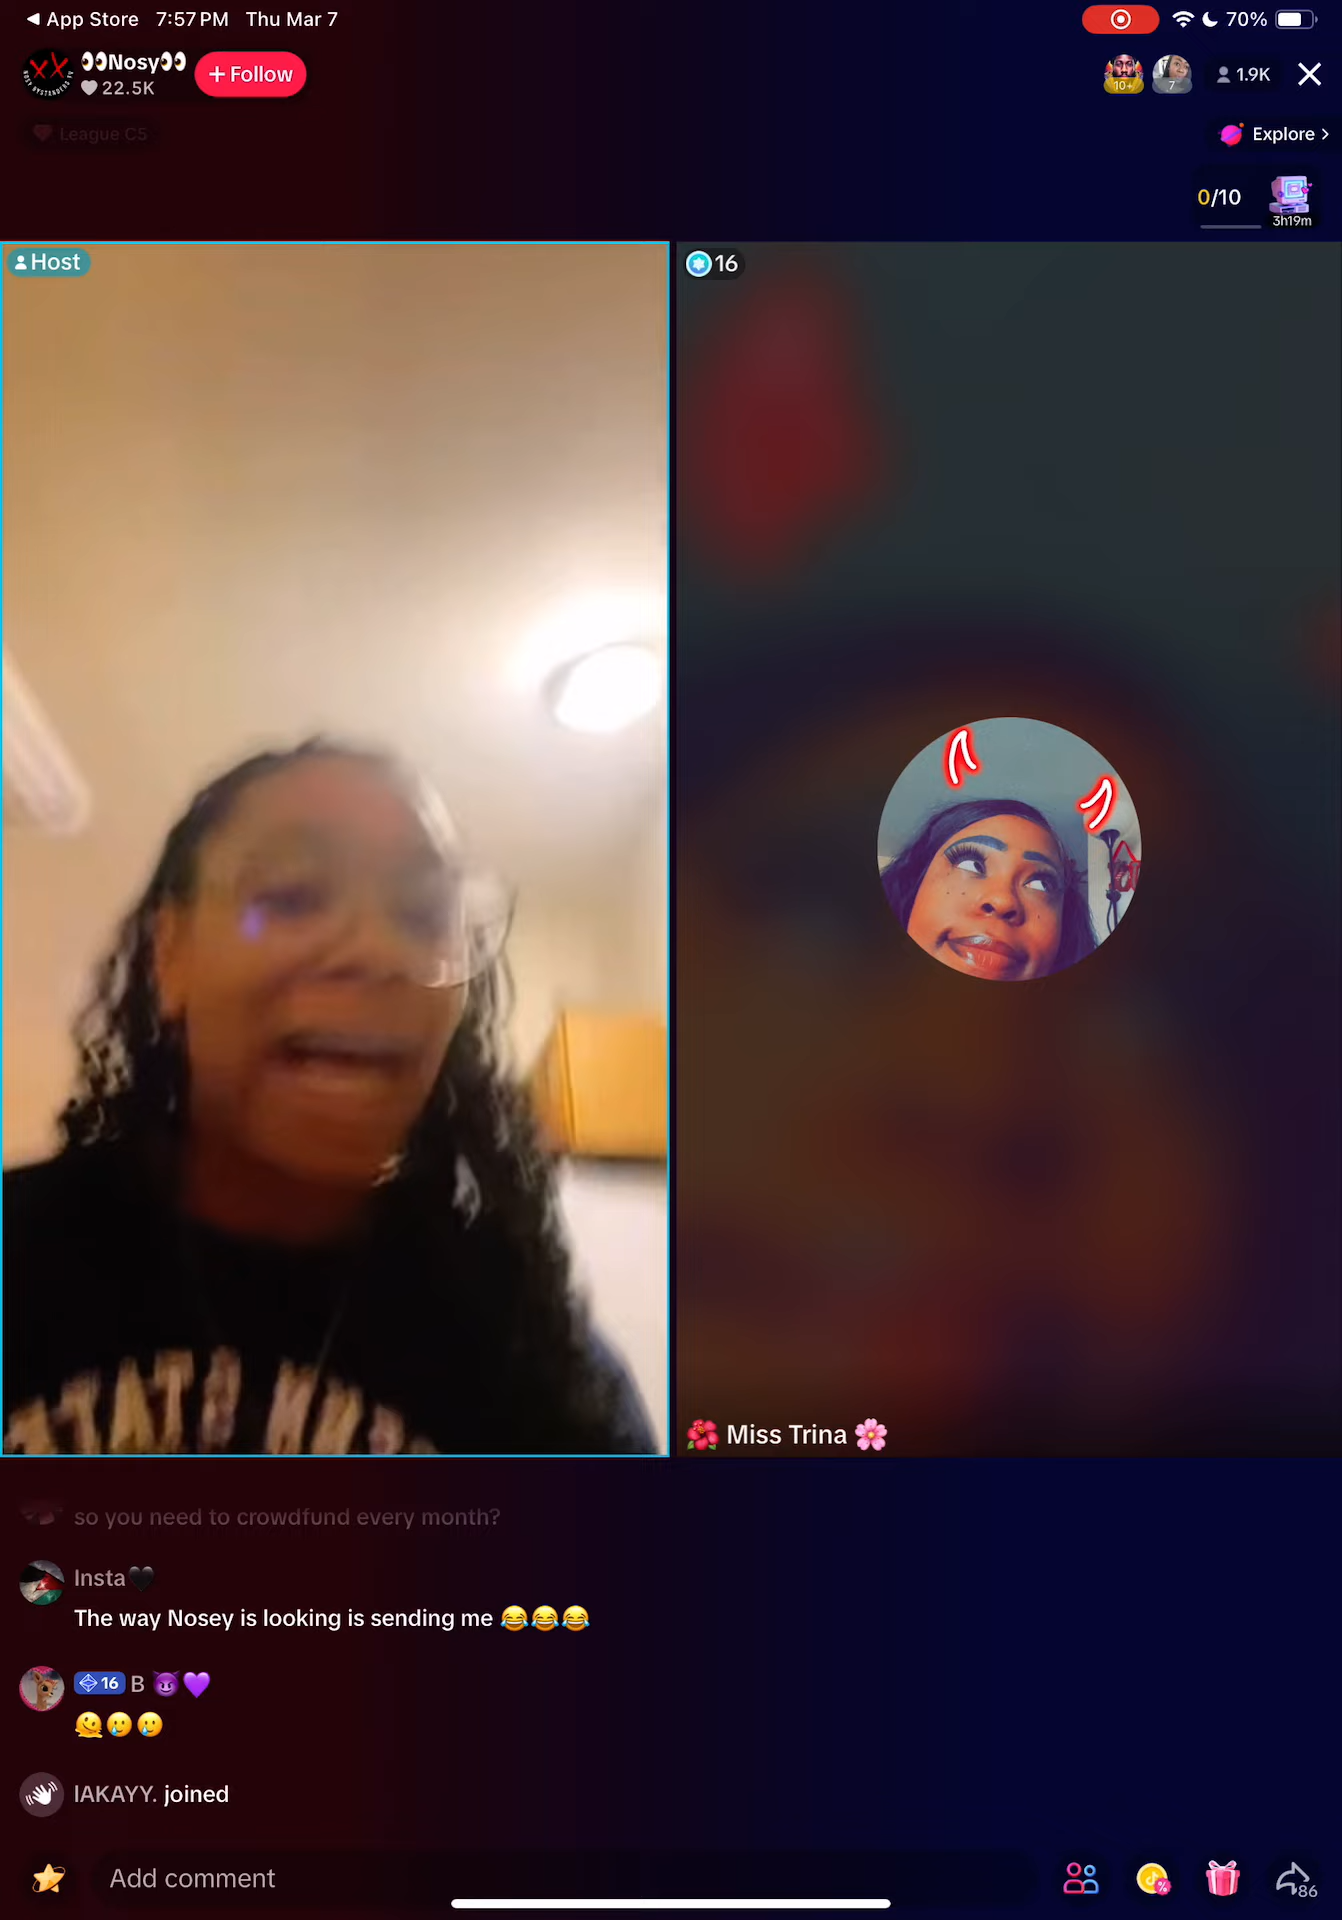 App Store 7:57 PM Thu Mar 7
70%
👀Nosy👀
22.5K
+ Follow
10+
7
1.9K
League C5
Explore >
0/10
3h19m
Host
16
🌺 Miss Trina 🌸
so you need to crowdfund every month?
Insta🖤
The way Nosey is looking is sending me 😂😂😂
16 B 😈💜
🫠🥲🥲
IAKAYY. joined
Add comment
86